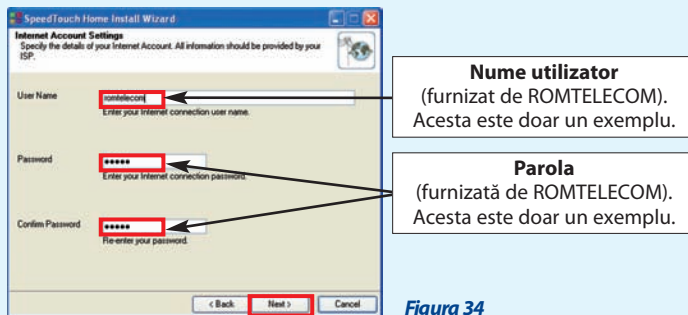 SpeedTouch Home Install Wizard
Internet Account Settings
Specify the details of your Internet Account. All information should be provided by your
ISP.
User Name
romtelecom
Enter your Internet connection user name.
Password
•••••
Enter your Internet connection password.
Confirm Password
•••••
Re-enter your password.
< Back
Next >
Cancel
Nume utilizator
(furnizat de ROMTELECOM).
Acesta este doar un exemplu.
Parola
(furnizată de ROMTELECOM).
Acesta este doar un exemplu.
Figura 34